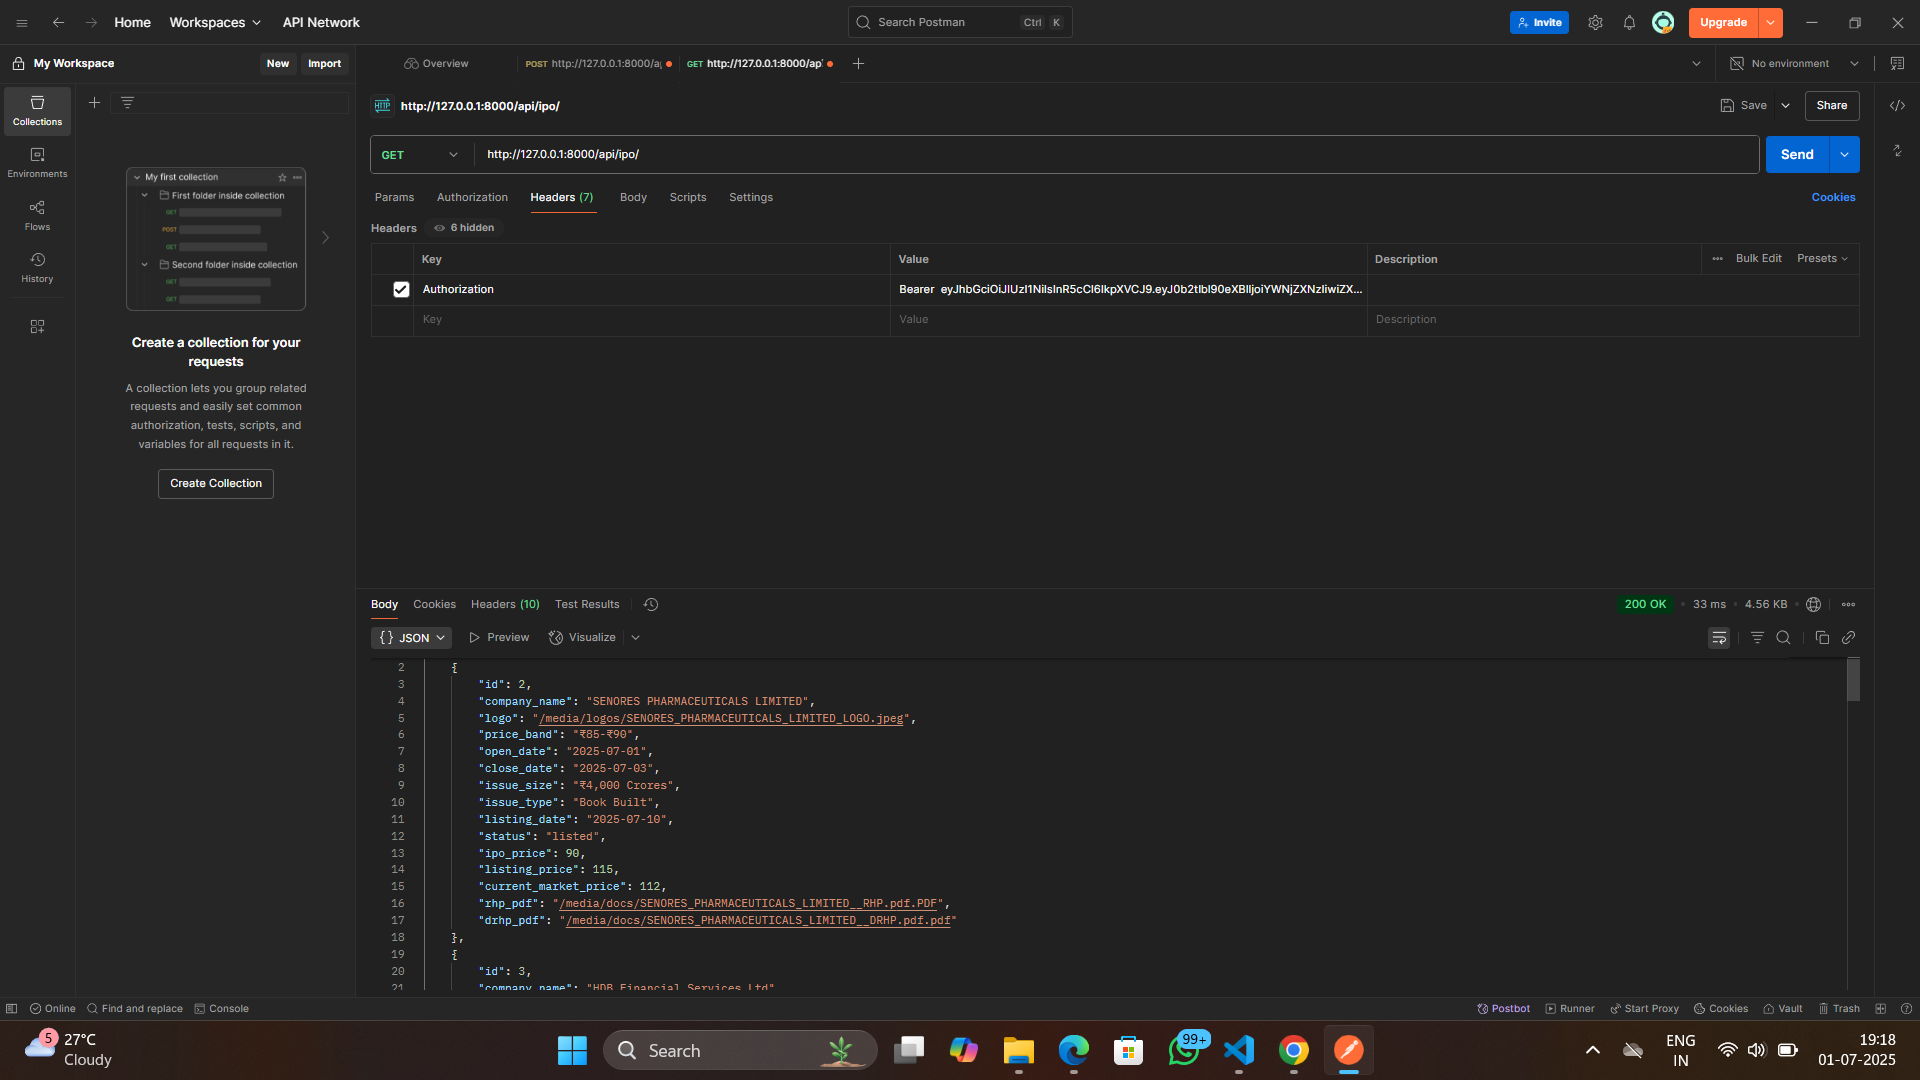 Home Workspaces API Network Search Postman Ctrl K Invite Upgrade
My Workspace New Import Overview POST http://127.0.0.1:8000/a GET http://127.0.0.1:8000/ap No environment
Collections
Environments
Flows
History
My first collection
First folder inside collection
GET
POST
GET
Second folder inside collection
GET
GET
Create a collection for your
requests
A collection lets you group related
requests and easily set common
authorization, tests, scripts, and
variables for all requests in it.
Create Collection
HTTP http://127.0.0.1:8000/api/ipo/ Save Share
GET http://127.0.0.1:8000/api/ipo/ Send
Params Authorization Headers (7) Body Scripts Settings Cookies
Headers 6 hidden
Key Value Description Bulk Edit Presets
Authorization Bearer
Key Value Description
Body Cookies Headers (10) Test Results 200 OK 33 ms 4.56 KB
{} JSON Preview Visualize
2 {
3 "id": 2,
4 "company_name": "SENORES PHARMACEUTICALS LIMITED",
5 "logo": "/media/logos/SENORES_PHARMACEUTICALS_LIMITED_LOGO.jpeg",
6 "price_band": "₹85-₹90",
7 "open_date": "2025-07-01",
8 "close_date": "2025-07-03",
9 "issue_size": "₹4,000 Crores",
10 "issue_type": "Book Built",
11 "listing_date": "2025-07-10",
12 "status": "listed",
13 "ipo_price": 90,
14 "listing_price": 115,
15 "current_market_price": 112,
16 "rhp_pdf": "/media/docs/SENORES_PHARMACEUTICALS_LIMITED__RHP.pdf.PDF",
17 "drhp_pdf": "/media/docs/SENORES_PHARMACEUTICALS_LIMITED__DRHP.pdf.pdf"
18 },
19 {
20 "id": 3,
21 "company_name": "HDB Financial Services Ltd"
Online Find and replace Console Postbot Runner Start Proxy Cookies Vault Trash
5 27°C
Cloudy
Search
99+
ENG
IN
19:18
01-07-2025